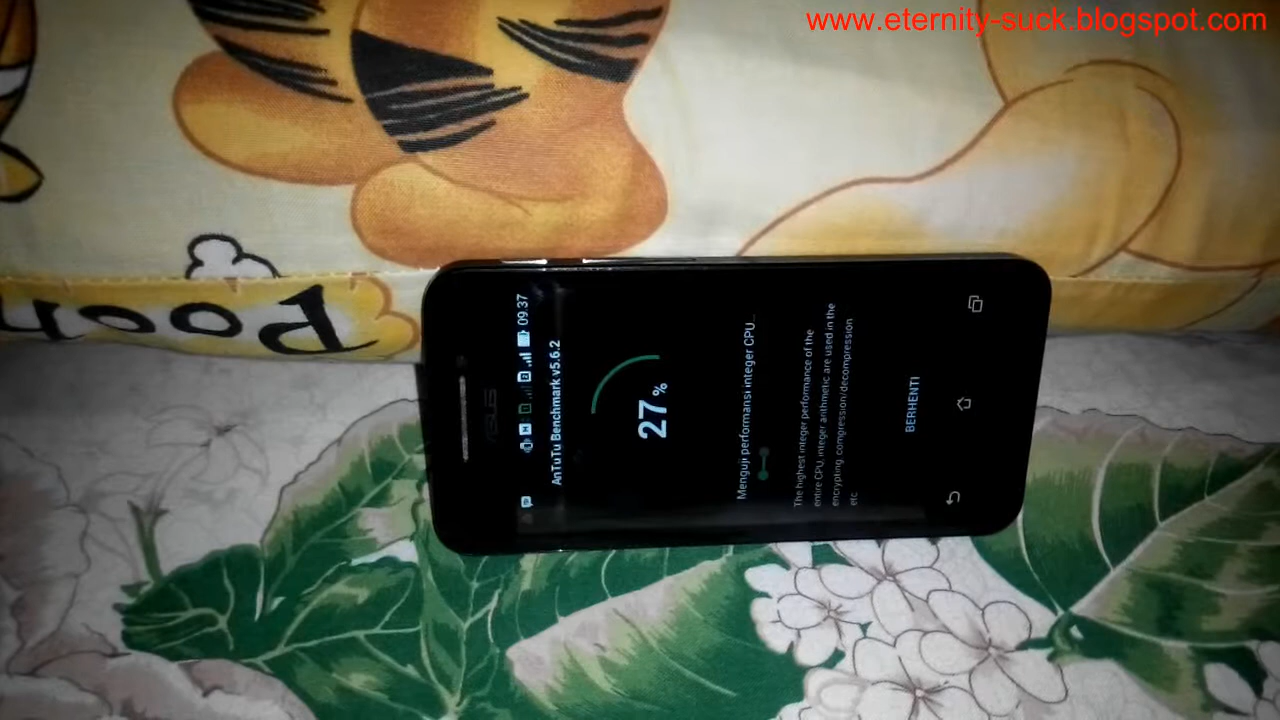 www.eternity-suck.blogspot.com
Pooh
ASUS
09.37
AnTuTu Benchmark v5.6.2
27 %
Menguji performansi integer CPU...
The highest integer performance of the
entire CPU, integer arithmetic are used in the
encrypting, compression/decompression
etc
BERHENTI